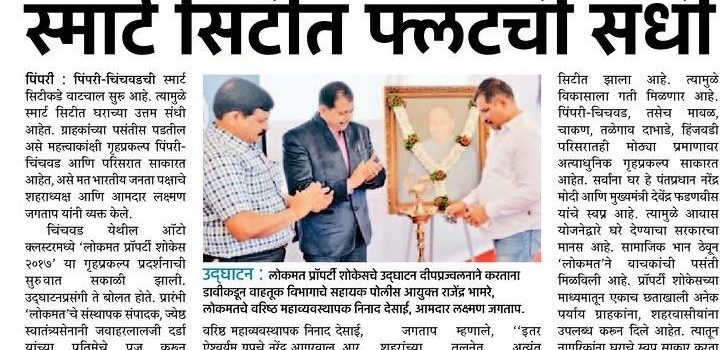 स्मार्ट सिटीत फ्लॅटची संधी
पिंपरी : पिंपरी-चिंचवडची स्मार्ट
सिटीकडे वाटचाल सुरू आहे. त्यामुळे
स्मार्ट सिटीत घराच्या उत्तम संधी
आहेत. ग्राहकांच्या पसंतीस पडतील
असे महत्त्वाकांक्षी गृहप्रकल्प पिंपरी-
चिंचवड आणि परिसरात साकारत
आहेत, असे मत भारतीय जनता पक्षाचे
शहराध्यक्ष आणि आमदार लक्ष्मण
जगताप यांनी व्यक्त केले.
चिंचवड येथील ऑटो
क्लस्टरमध्ये 'लोकमत प्रॉपर्टी शोकेस
२०१७' या गृहप्रकल्प प्रदर्शनाची
सुरुवात सकाळी झाली.
उद्घाटनप्रसंगी ते बोलत होते. प्रारंभी
'लोकमत'चे संस्थापक संपादक, ज्येष्ठ
स्वातंत्र्यसेनानी जवाहरलालजी दर्डा
यांच्या प्रतिमेचे पूजन करून
उद्घाटन : लोकमत प्रॉपर्टी शोकेसचे उद्घाटन दीपप्रज्वलनाने करताना
डावीकडून वाहतूक विभागाचे सहायक पोलीस आयुक्त राजेंद्र भामरे,
लोकमतचे वरिष्ठ महाव्यवस्थापक निनाद देसाई, आमदार लक्ष्मण जगताप.
वरिष्ठ महाव्यवस्थापक निनाद देसाई,
ऐश्वर्यम ग्रुपचे नरेंद्र आगरवाल आर
जगताप म्हणाले, ''इतर
शहरांच्या तुलनेत अत्यंत
सिटीत झाला आहे. त्यामुळे
विकासाला गती मिळणार आहे.
पिंपरी-चिंचवड, तसेच मावळ,
चाकण, तळेगाव दाभाडे, हिंजवडी
परिसरातही मोठ्या प्रमाणावर
अत्याधुनिक गृहप्रकल्प साकारत
आहेत. सर्वांना घर हे पंतप्रधान नरेंद्र
मोदी आणि मुख्यमंत्री देवेंद्र फडणवीस
यांचे स्वप्न आहे. त्यामुळे आवास
योजनेद्वारे घरे देण्याचा सरकारचा
मानस आहे. सामाजिक भान ठेवून
'लोकमत'ने वाचकांची पसंती
मिळविली आहे. प्रॉपर्टी शोकेसच्या
माध्यमातून एकाच छताखाली अनेक
पर्याय ग्राहकांना, शहरवासीयांना
उपलब्ध करून दिले आहेत. त्यातून
नागरिकांना घराचे स्वप्न साकार करता